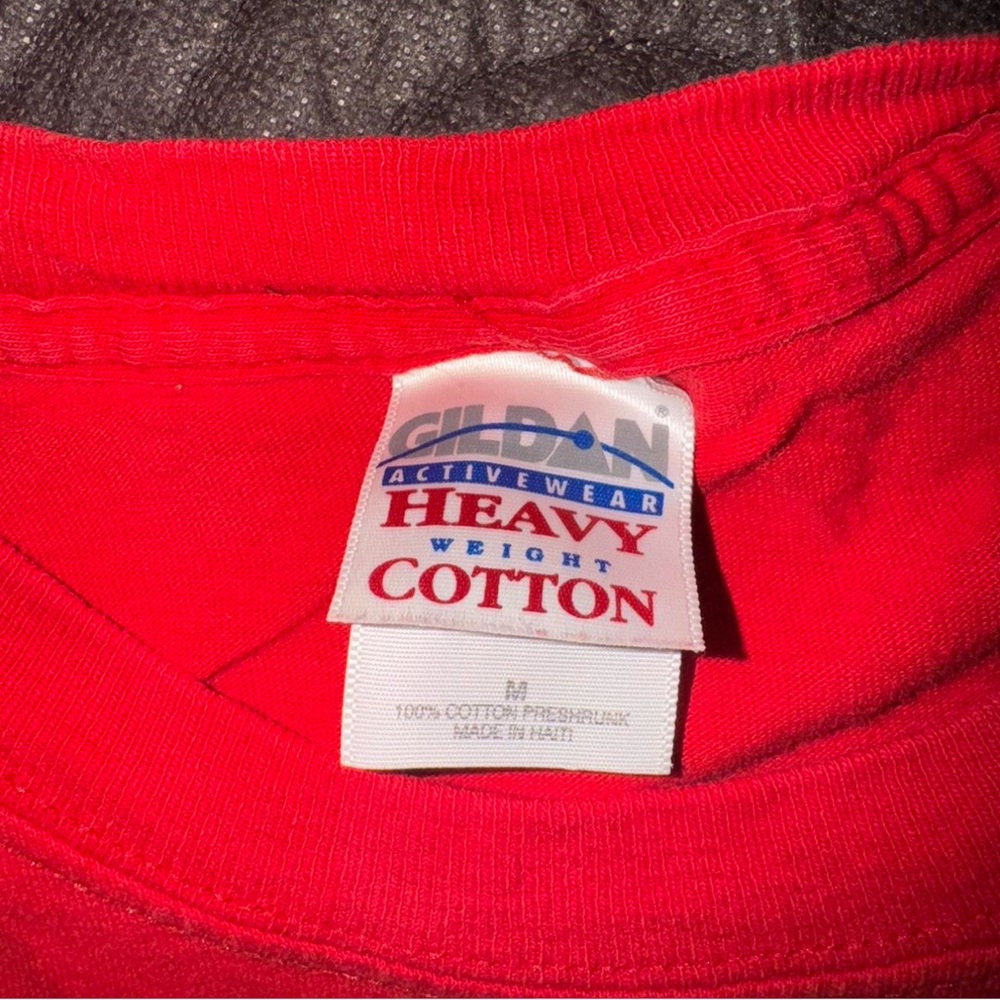 GILDAN®
ACTIVEWEAR
HEAVY
WEIGHT
COTTON
M
100% COTTON PRESHRUNK
MADE IN HAITI